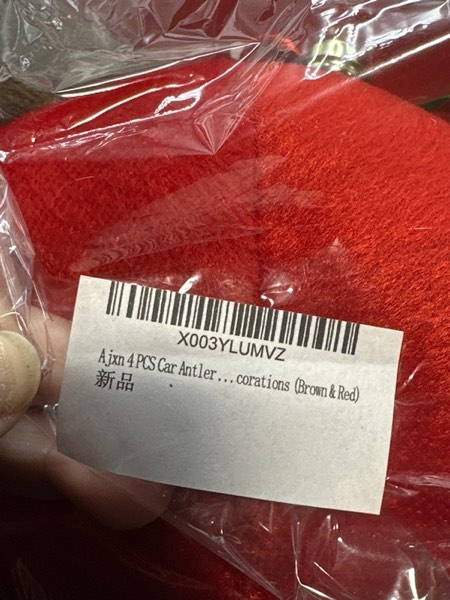 X003YLUMVZ
Ajxn 4 PCS Car Antler...corations (Brown & Red)
新品